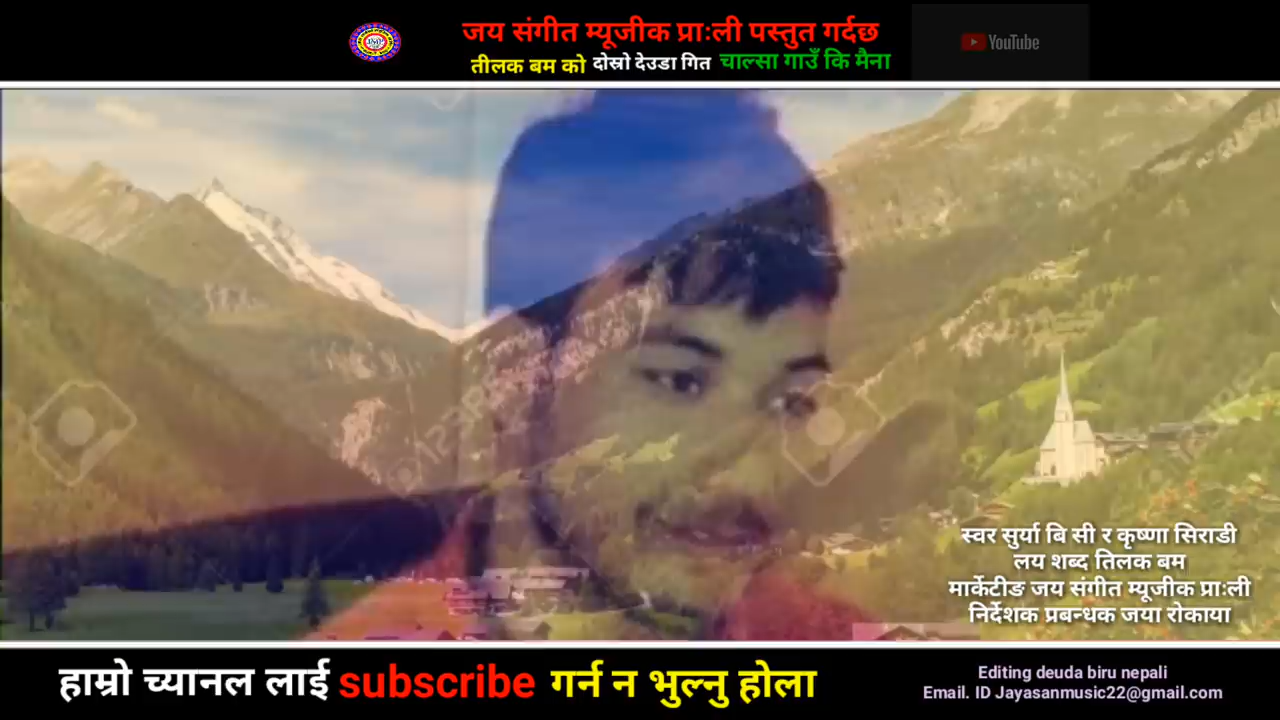 जय संगीत म्यूजीक प्राःली पस्तुत गर्दछ
तीलक बम को दोस्रो देउडा गित चाल्सा गाउँ कि मैना
YouTube
123RF
स्वर सुर्या बि सी र कृष्णा सिराडी
लय शब्द तिलक बम
मार्केटीङ जय संगीत म्यूजीक प्राःली
निर्देशक प्रबन्धक जया रोकाया
हाम्रो च्यानल लाई subscribe गर्न न भुल्नु होला
Editing deuda biru nepali
Email. ID Jayasanmusic22@gmail.com